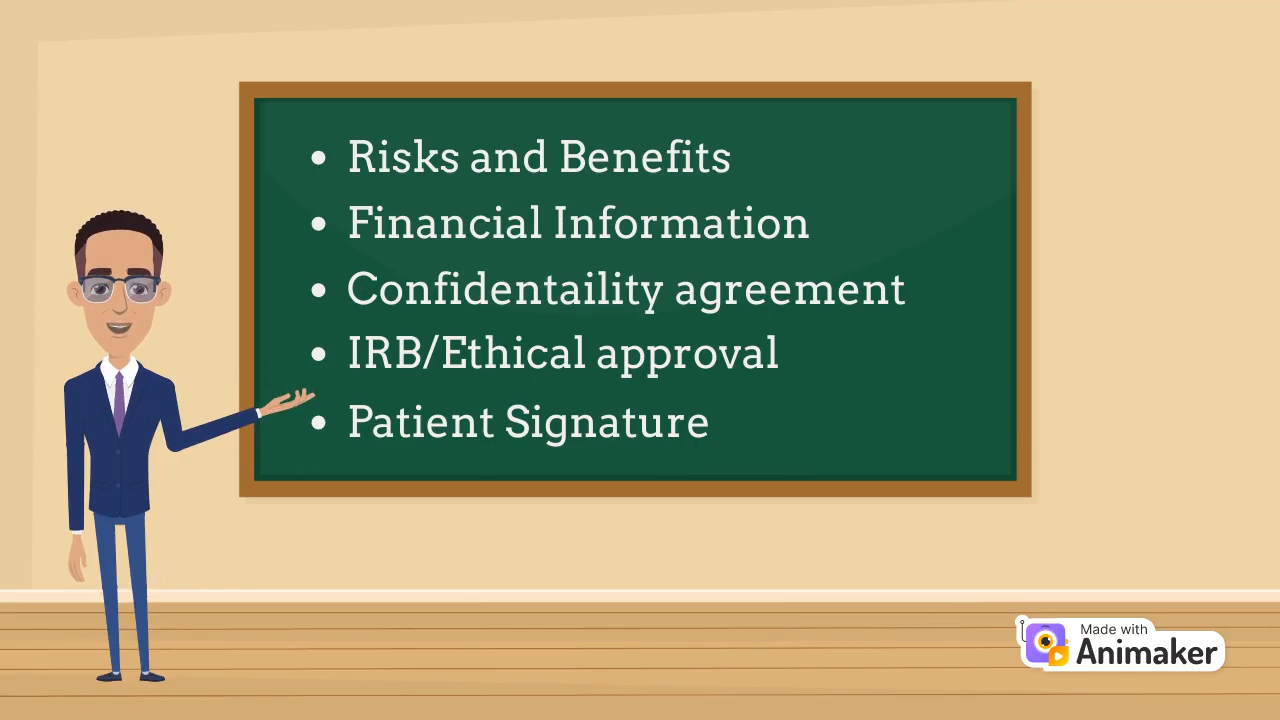 • Risks and Benefits
• Financial Information
• Confidentaility agreement
• IRB/Ethical approval
• Patient Signature
Made with
Animaker